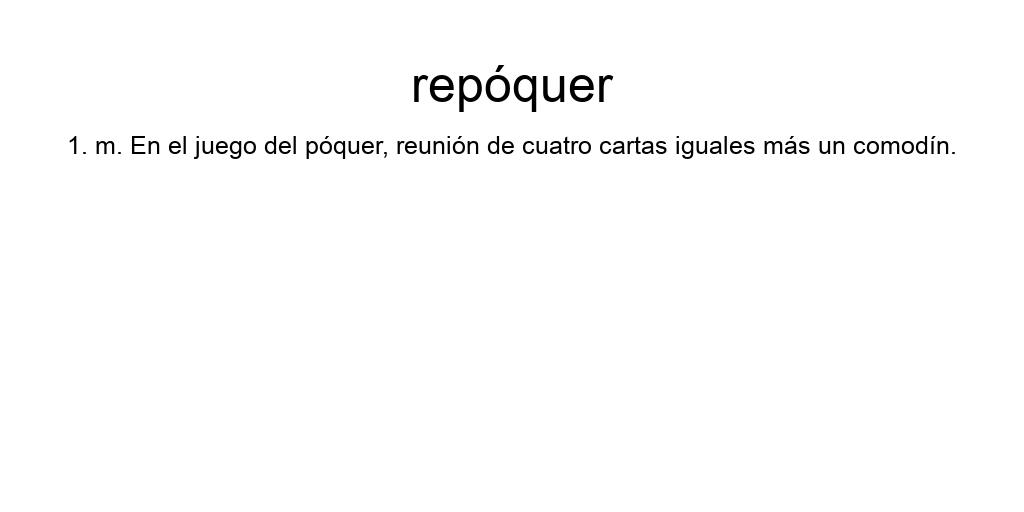 repóquer
1. m. En el juego del póquer, reunión de cuatro cartas iguales más un comodín.